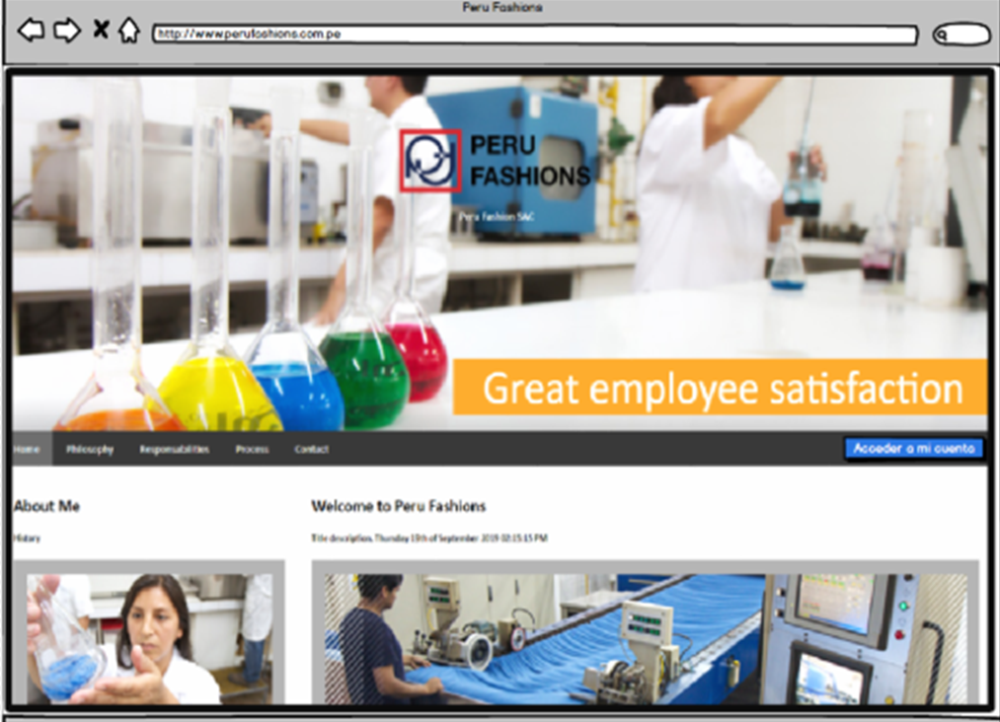 Peru Fashions
http://www.perufashions.com.pe
PERU
FASHIONS
Peru Fashion SAC
Great employee satisfaction
Home Philosophy Responsabilities Process Contact
Acceder a mi cuenta
About Me
Welcome to Peru Fashions
History
Title description, Thursday 19th of September 2019 02:15:15 PM